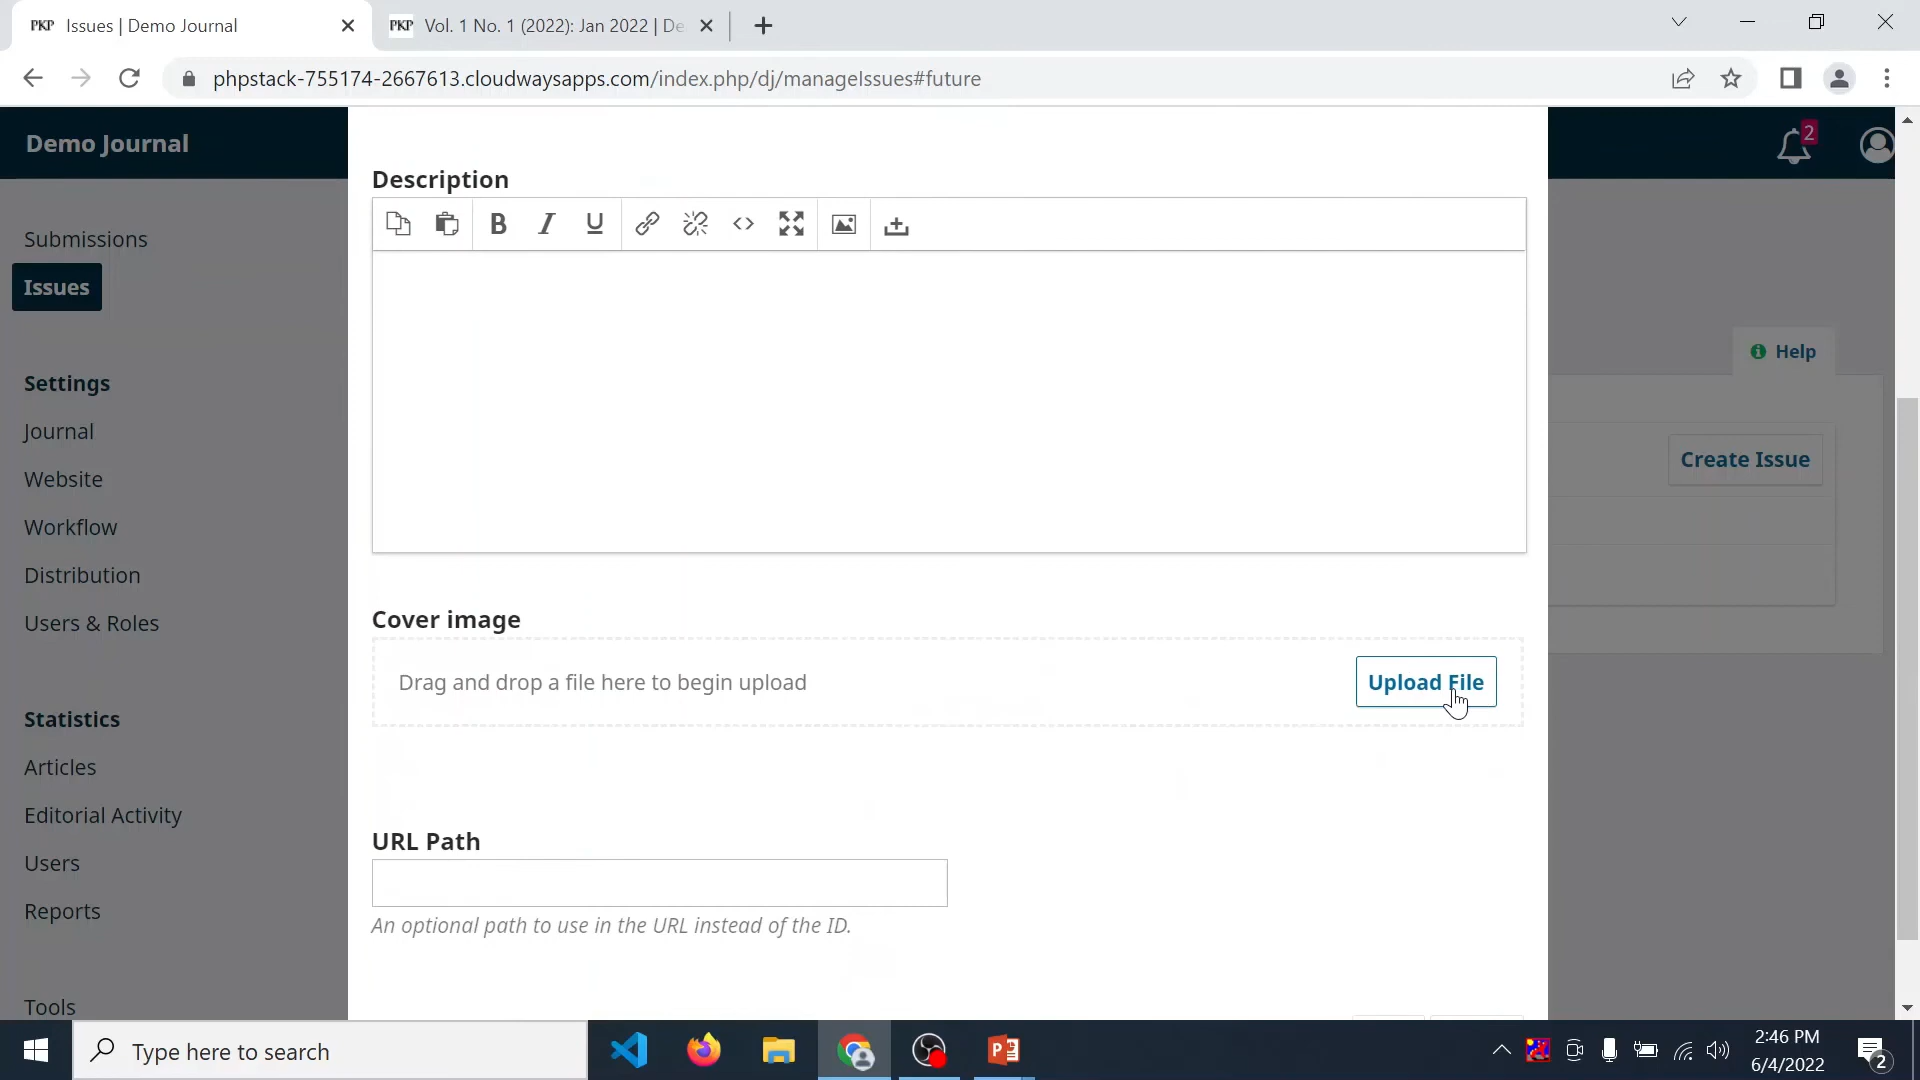 PKP Issues | Demo Journal
PKP Vol. 1 No. 1 (2022): Jan 2022 | De
phpstack-755174-2667613.cloudwaysapps.com/index.php/dj/manageIssues#future
Demo Journal
2
Submissions
Issues
Settings
Journal
Website
Workflow
Distribution
Users & Roles
Statistics
Articles
Editorial Activity
Users
Reports
Tools
Description
B I U
Cover image
Drag and drop a file here to begin upload
Upload File
URL Path
An optional path to use in the URL instead of the ID.
Help
Create Issue
Type here to search
2:46 PM
6/4/2022
2